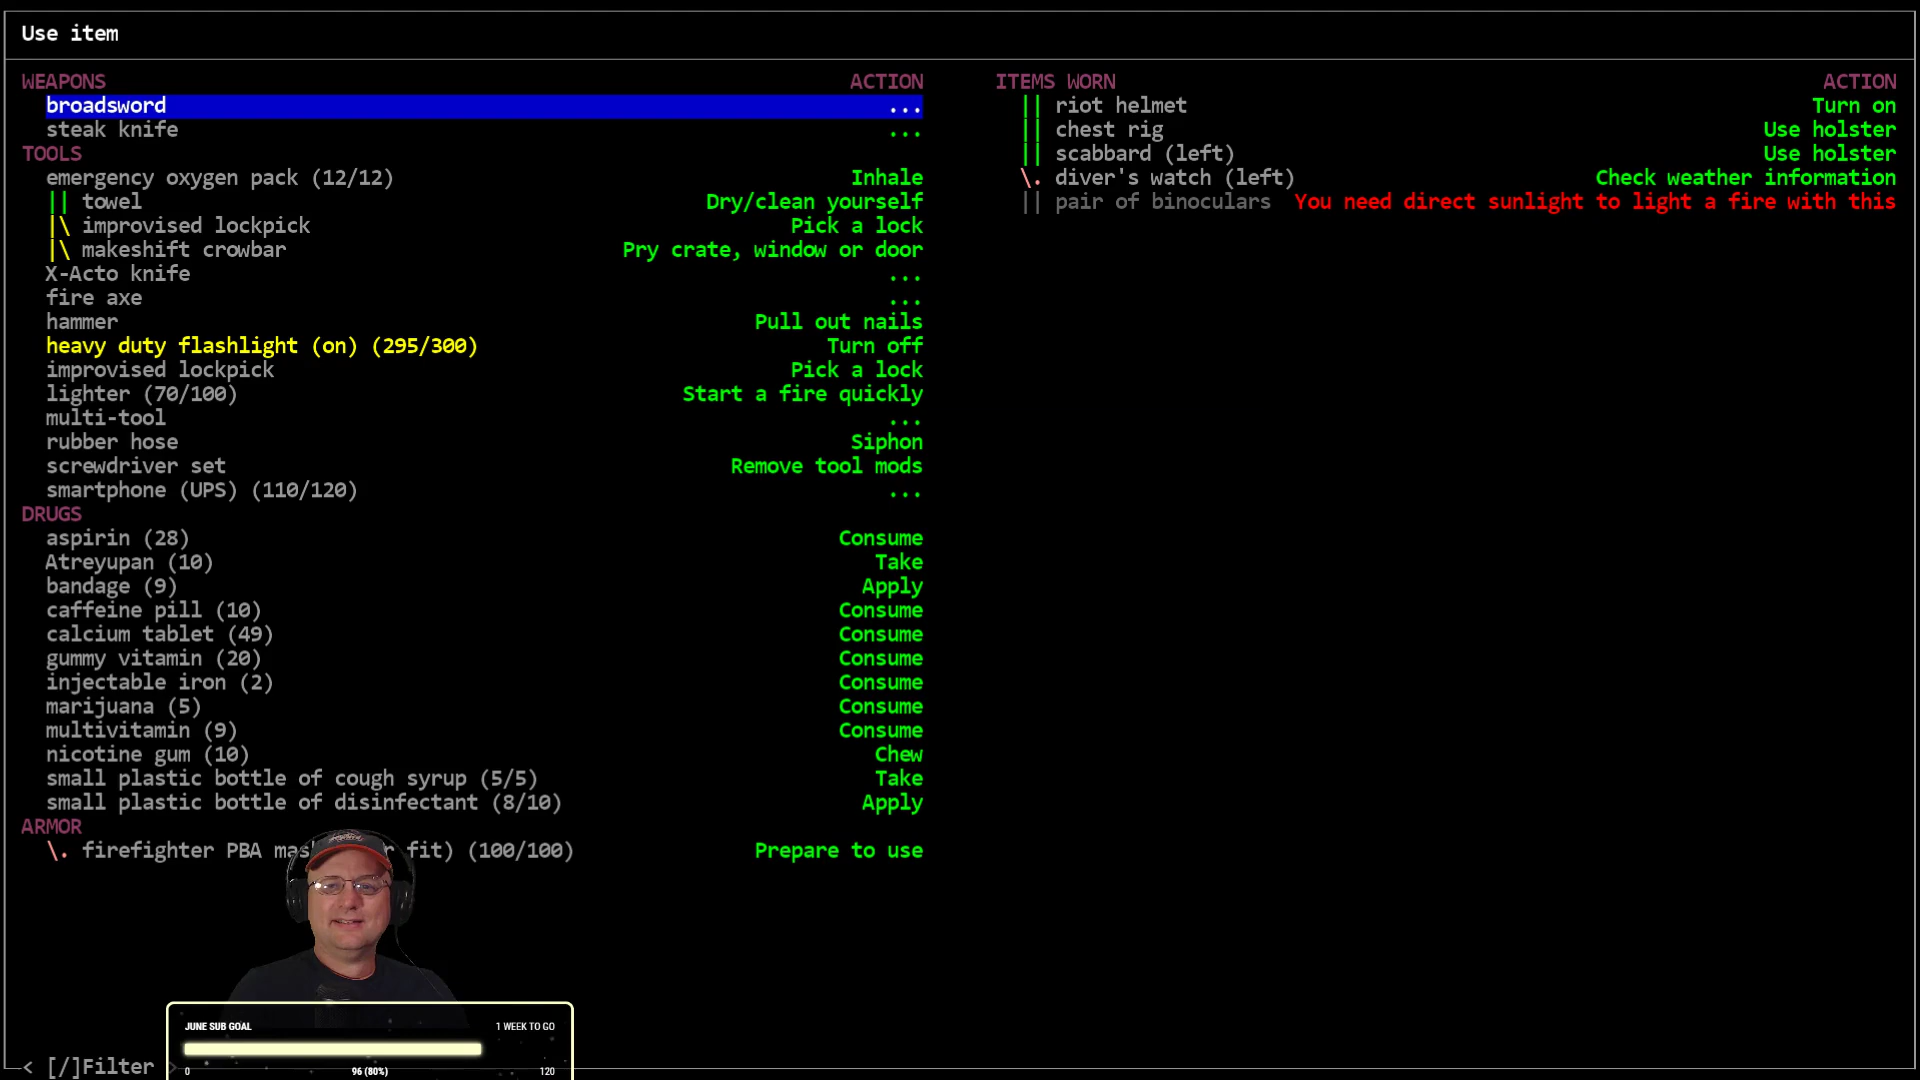 Use item
WEAPONS ACTION
broadsword ...
steak knife ...
TOOLS
emergency oxygen pack (12/12) Inhale
|| towel Dry/clean yourself
|\ improvised lockpick Pick a lock
|\ makeshift crowbar Pry crate, window or door
X-Acto knife ...
fire axe ...
hammer Pull out nails
heavy duty flashlight (on) (295/300) Turn off
improvised lockpick Pick a lock
lighter (70/100) Start a fire quickly
multi-tool ...
rubber hose Siphon
screwdriver set Remove tool mods
smartphone (UPS) (110/120) ...
DRUGS
aspirin (28) Consume
Atreyupan (10) Take
bandage (9) Apply
caffeine pill (10) Consume
calcium tablet (49) Consume
gummy vitamin (20) Consume
injectable iron (2) Consume
marijuana (5) Consume
multivitamin (9) Consume
nicotine gum (10) Chew
small plastic bottle of cough syrup (5/5) Take
small plastic bottle of disinfectant (8/10) Apply
ARMOR
\. firefighter PBA fit) (100/100) Prepare to use
ITEMS WORN ACTION
|| riot helmet Turn on
|| chest rig Use holster
|| scabbard (left) Use holster
\. diver's watch (left) Check weather information
|| pair of binoculars You need direct sunlight to light a fire with this
JUNE SUB GOAL 1 WEEK TO GO
0 96 (80%) 120
< [/]Filter